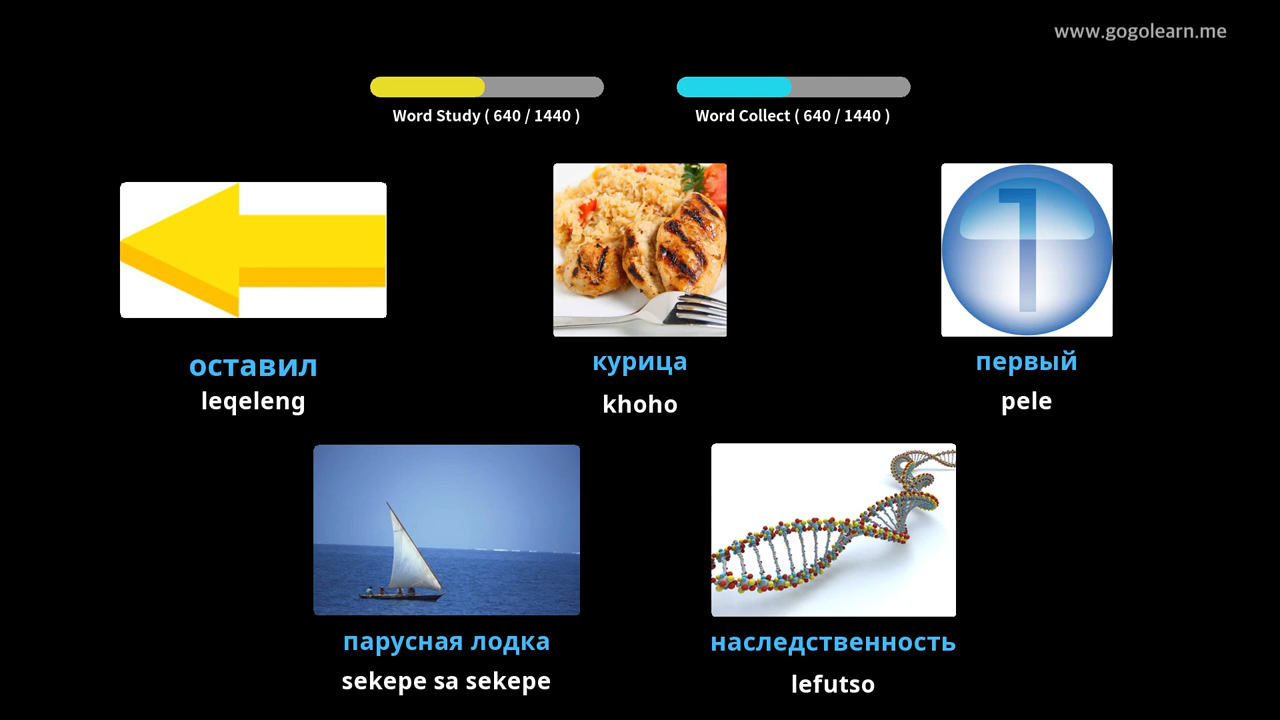 www.gogolearn.me
Word Study ( 640 / 1440 )
Word Collect ( 640 / 1440 )
1
оставил
leqeleng
курица
khoho
первый
pele
парусная лодка
sekepe sa sekepe
наследственность
lefutso